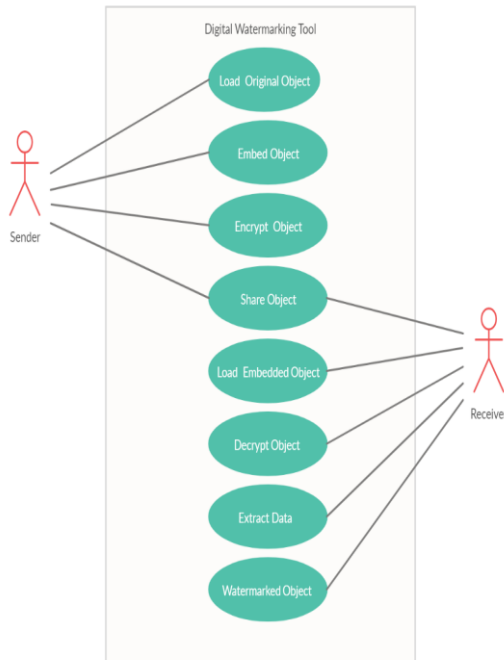 Digital Watermarking Tool
Load Original Object
Embed Object
Encrypt Object
Sender
Share Object
Load Embedded Object
Receive
Decrypt Object
Extract Data
Watermarked Object